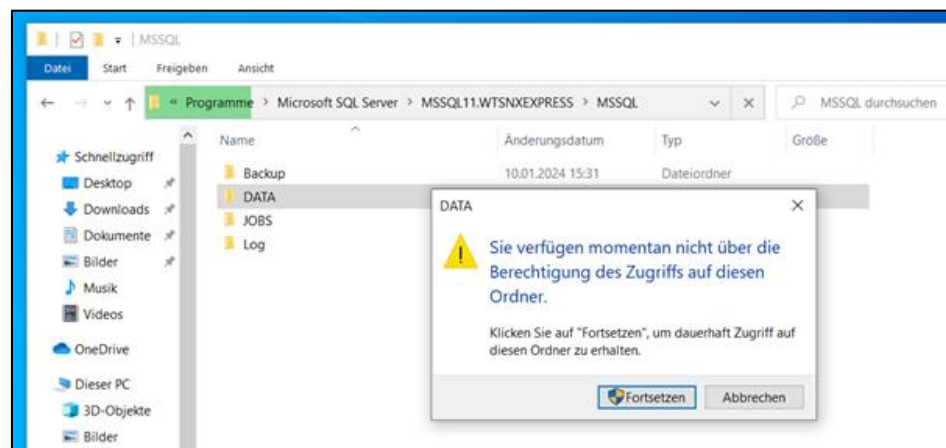 MSSQL
Datei Start Freigeben Ansicht
« Programme > Microsoft SQL Server > MSSQL11.WTSNXEXPRESS > MSSQL
MSSQL durchsuchen
Schnellzugriff
Desktop
Downloads
Dokumente
Bilder
Musik
Videos
OneDrive
Dieser PC
3D-Objekte
Bilder
Name Änderungsdatum Typ Größe
Backup 10.01.2024 15:31 Dateiordner
DATA
JOBS
Log
DATA
Sie verfügen momentan nicht über die
Berechtigung des Zugriffs auf diesen
Ordner.
Klicken Sie auf "Fortsetzen", um dauerhaft Zugriff auf
diesen Ordner zu erhalten.
Fortsetzen Abbrechen